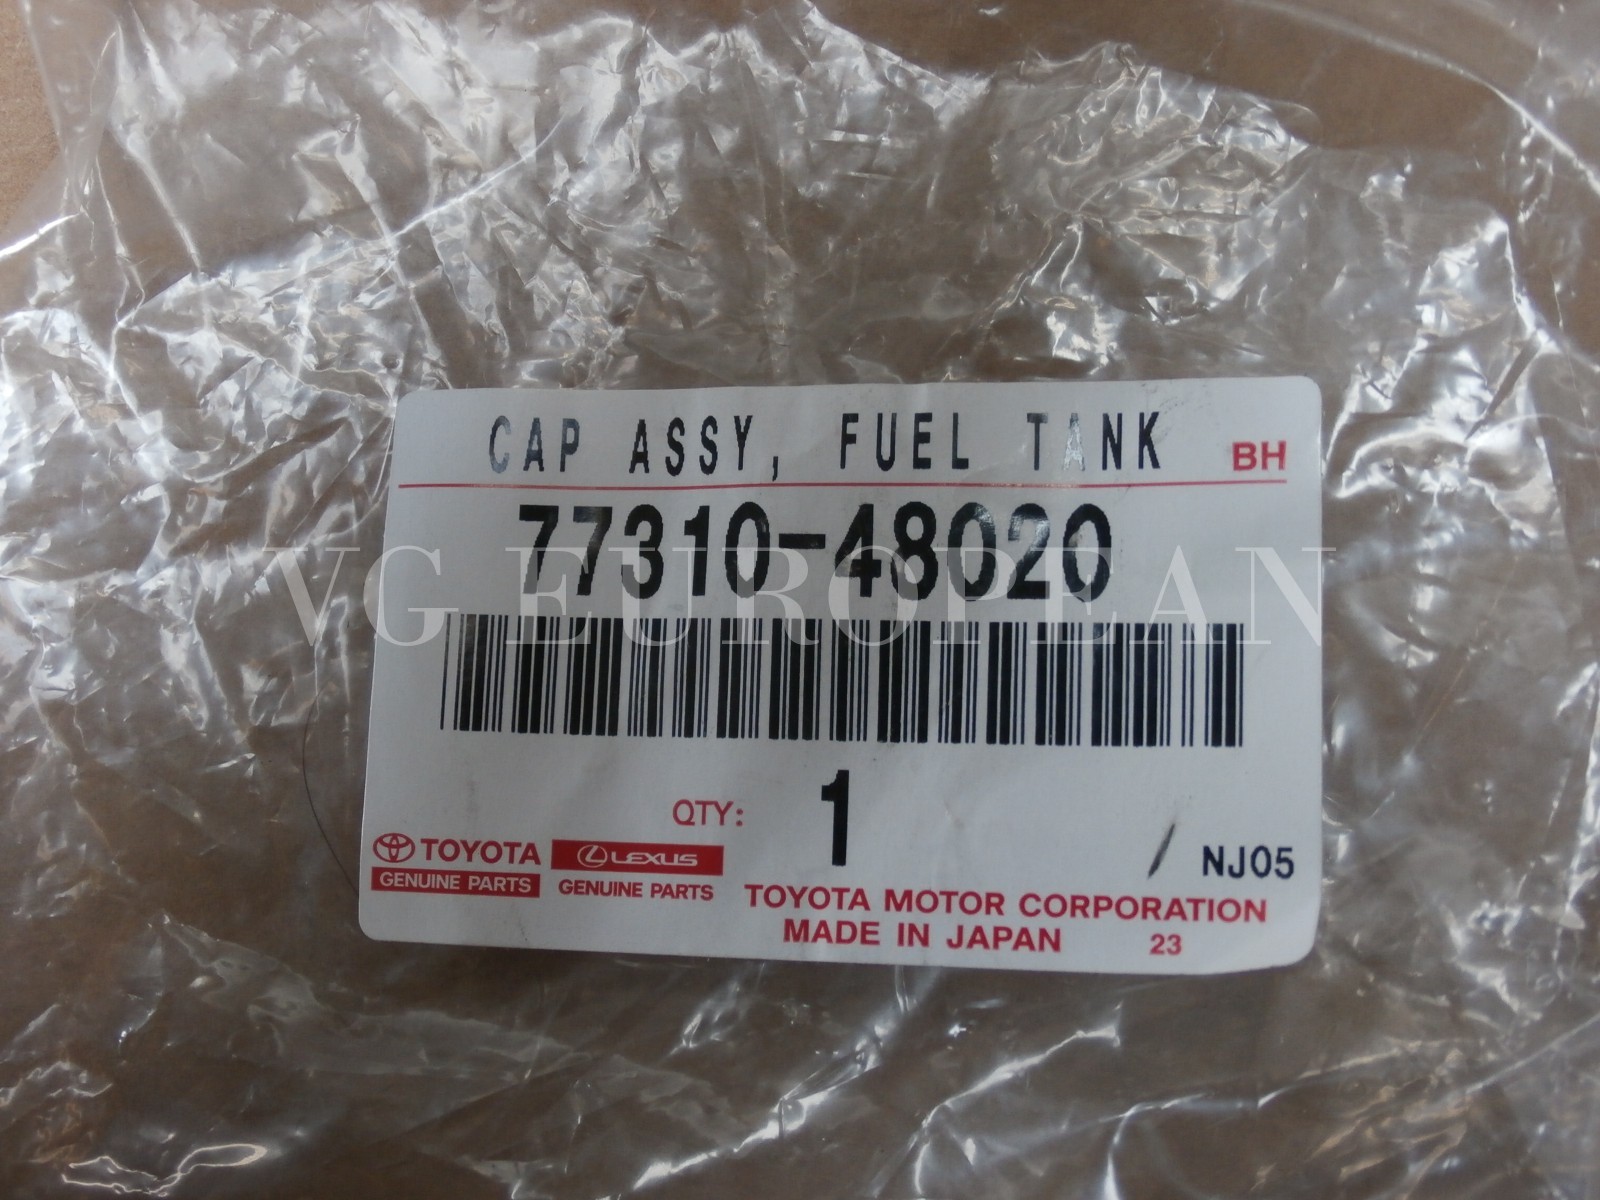 CAP ASSY, FUEL TANK BH
77310-48020
VG EUROPEAN
QTY: 1
NJ05
TOYOTA
GENUINE PARTS
LEXUS
GENUINE PARTS
TOYOTA MOTOR CORPORATION
MADE IN JAPAN 23